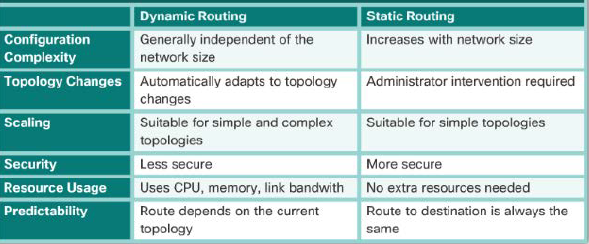 Dynamic Routing Static Routing
Configuration Generally independent of the Increases with network size
Complexity network size
Topology Changes Automatically adapts to topology Administrator intervention required
changes
Scaling Suitable for simple and complex Suitable for simple topologies
topologies
Security Less secure More secure
Resource Usage Uses CPU, memory, link bandwith No extra resources needed
Predictability Route depends on the current Route to destination is always the
topology same